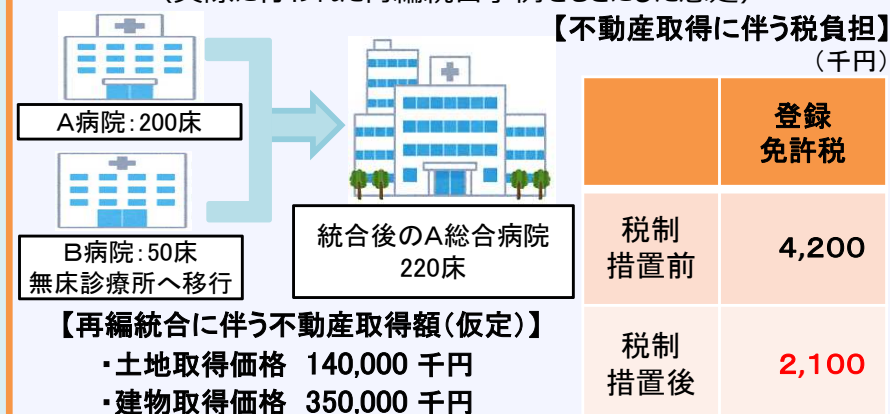 【不動産取得に伴う税負担】
（千円）
A病院：200床
B病院：50床
無床診療所へ移行
統合後のA総合病院
220床
【再編統合に伴う不動産取得額（仮定）】
・土地取得価格 140,000 千円
・建物取得価格 350,000 千円
登録
免許税
税制
措置前
4,200
税制
措置後
2,100